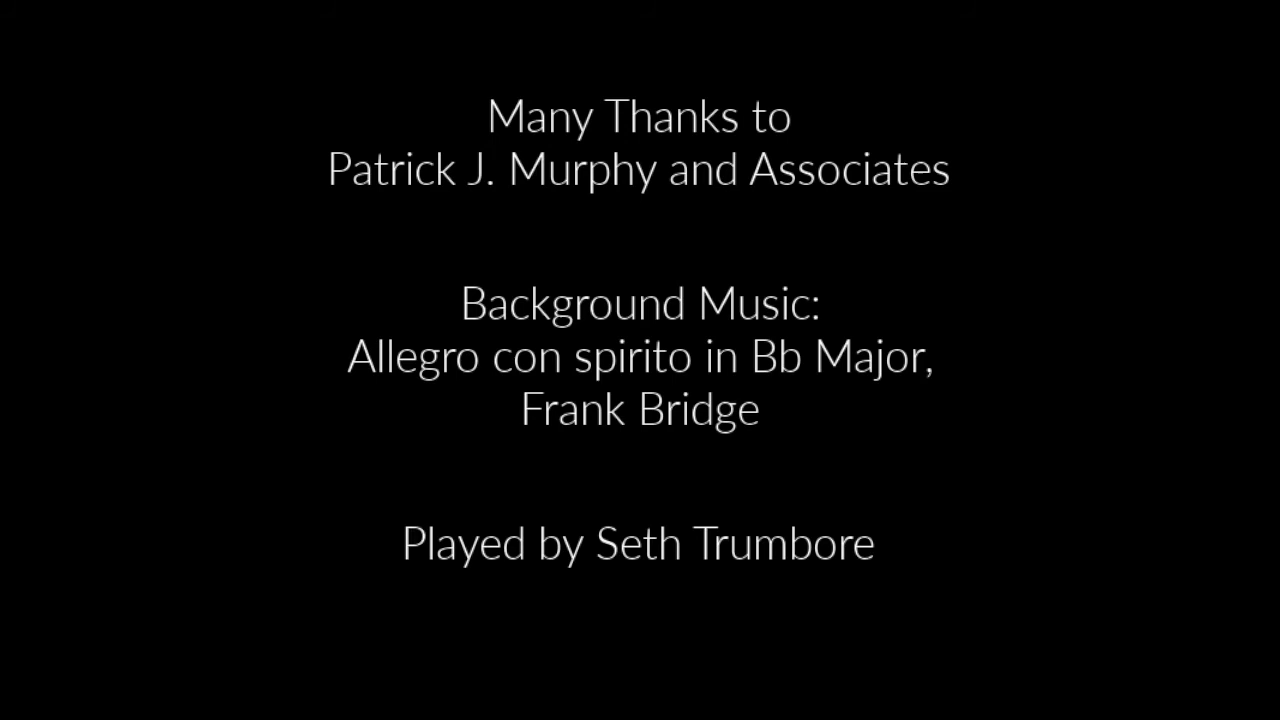 Many Thanks to
Patrick J. Murphy and Associates
Background Music:
Allegro con spirito in Bb Major,
Frank Bridge
Played by Seth Trumbore